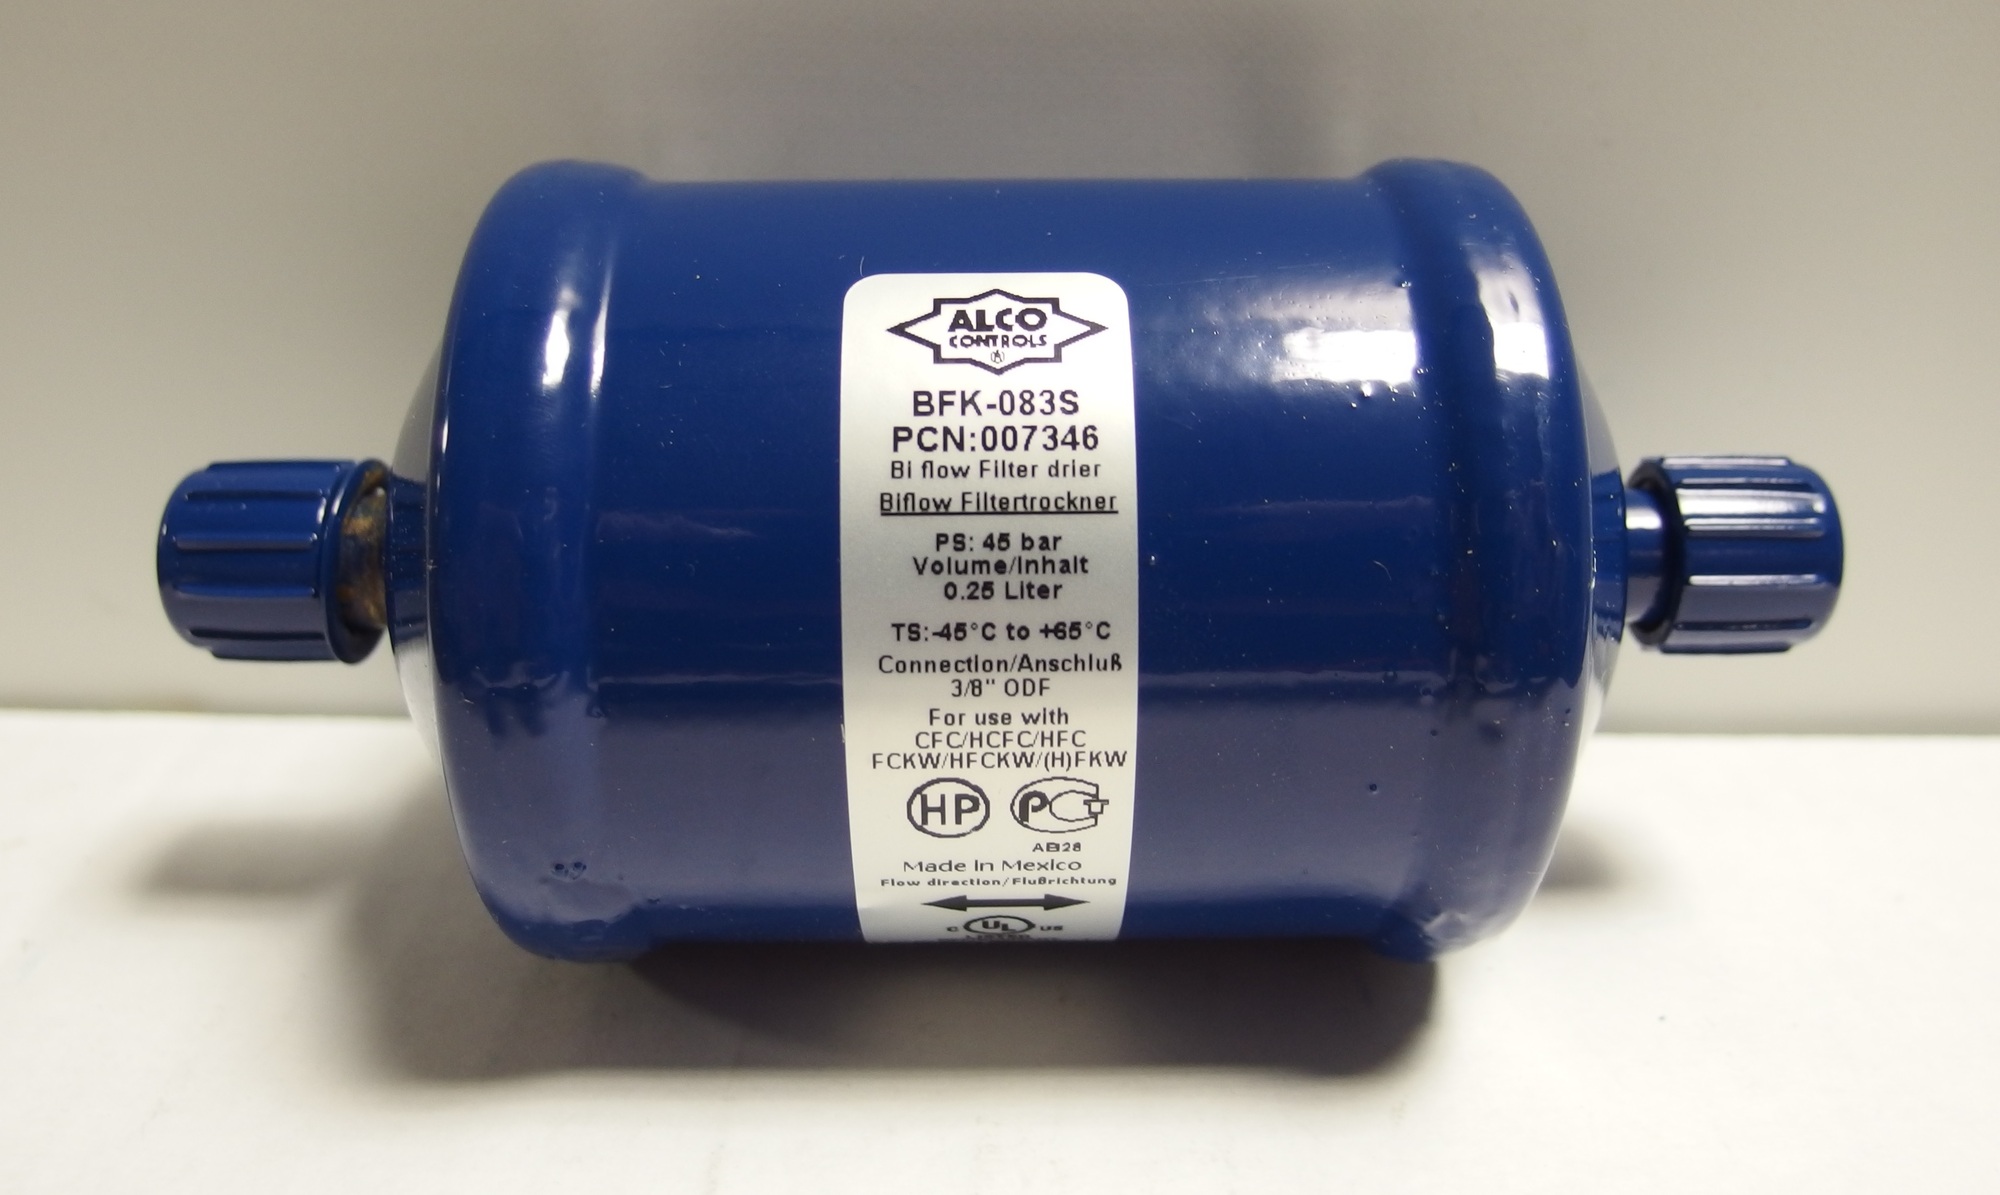 ALCO
CONTROLS
BFK-083S
PCN:007346
Bi flow Filter drier
Biflow Filtertrockner
PS: 45 bar
Volume/Inhalt
0.25 Liter
TS:-45°C to +65°C
Connection/Anschluß
3/8" ODF
For use with
CFC/HCFC/HFC
FCKW/HFCKW/(H)FKW
HP PCT
AB28
Made in Mexico
Flow direction/Flußrichtung
C UL US
LISTED